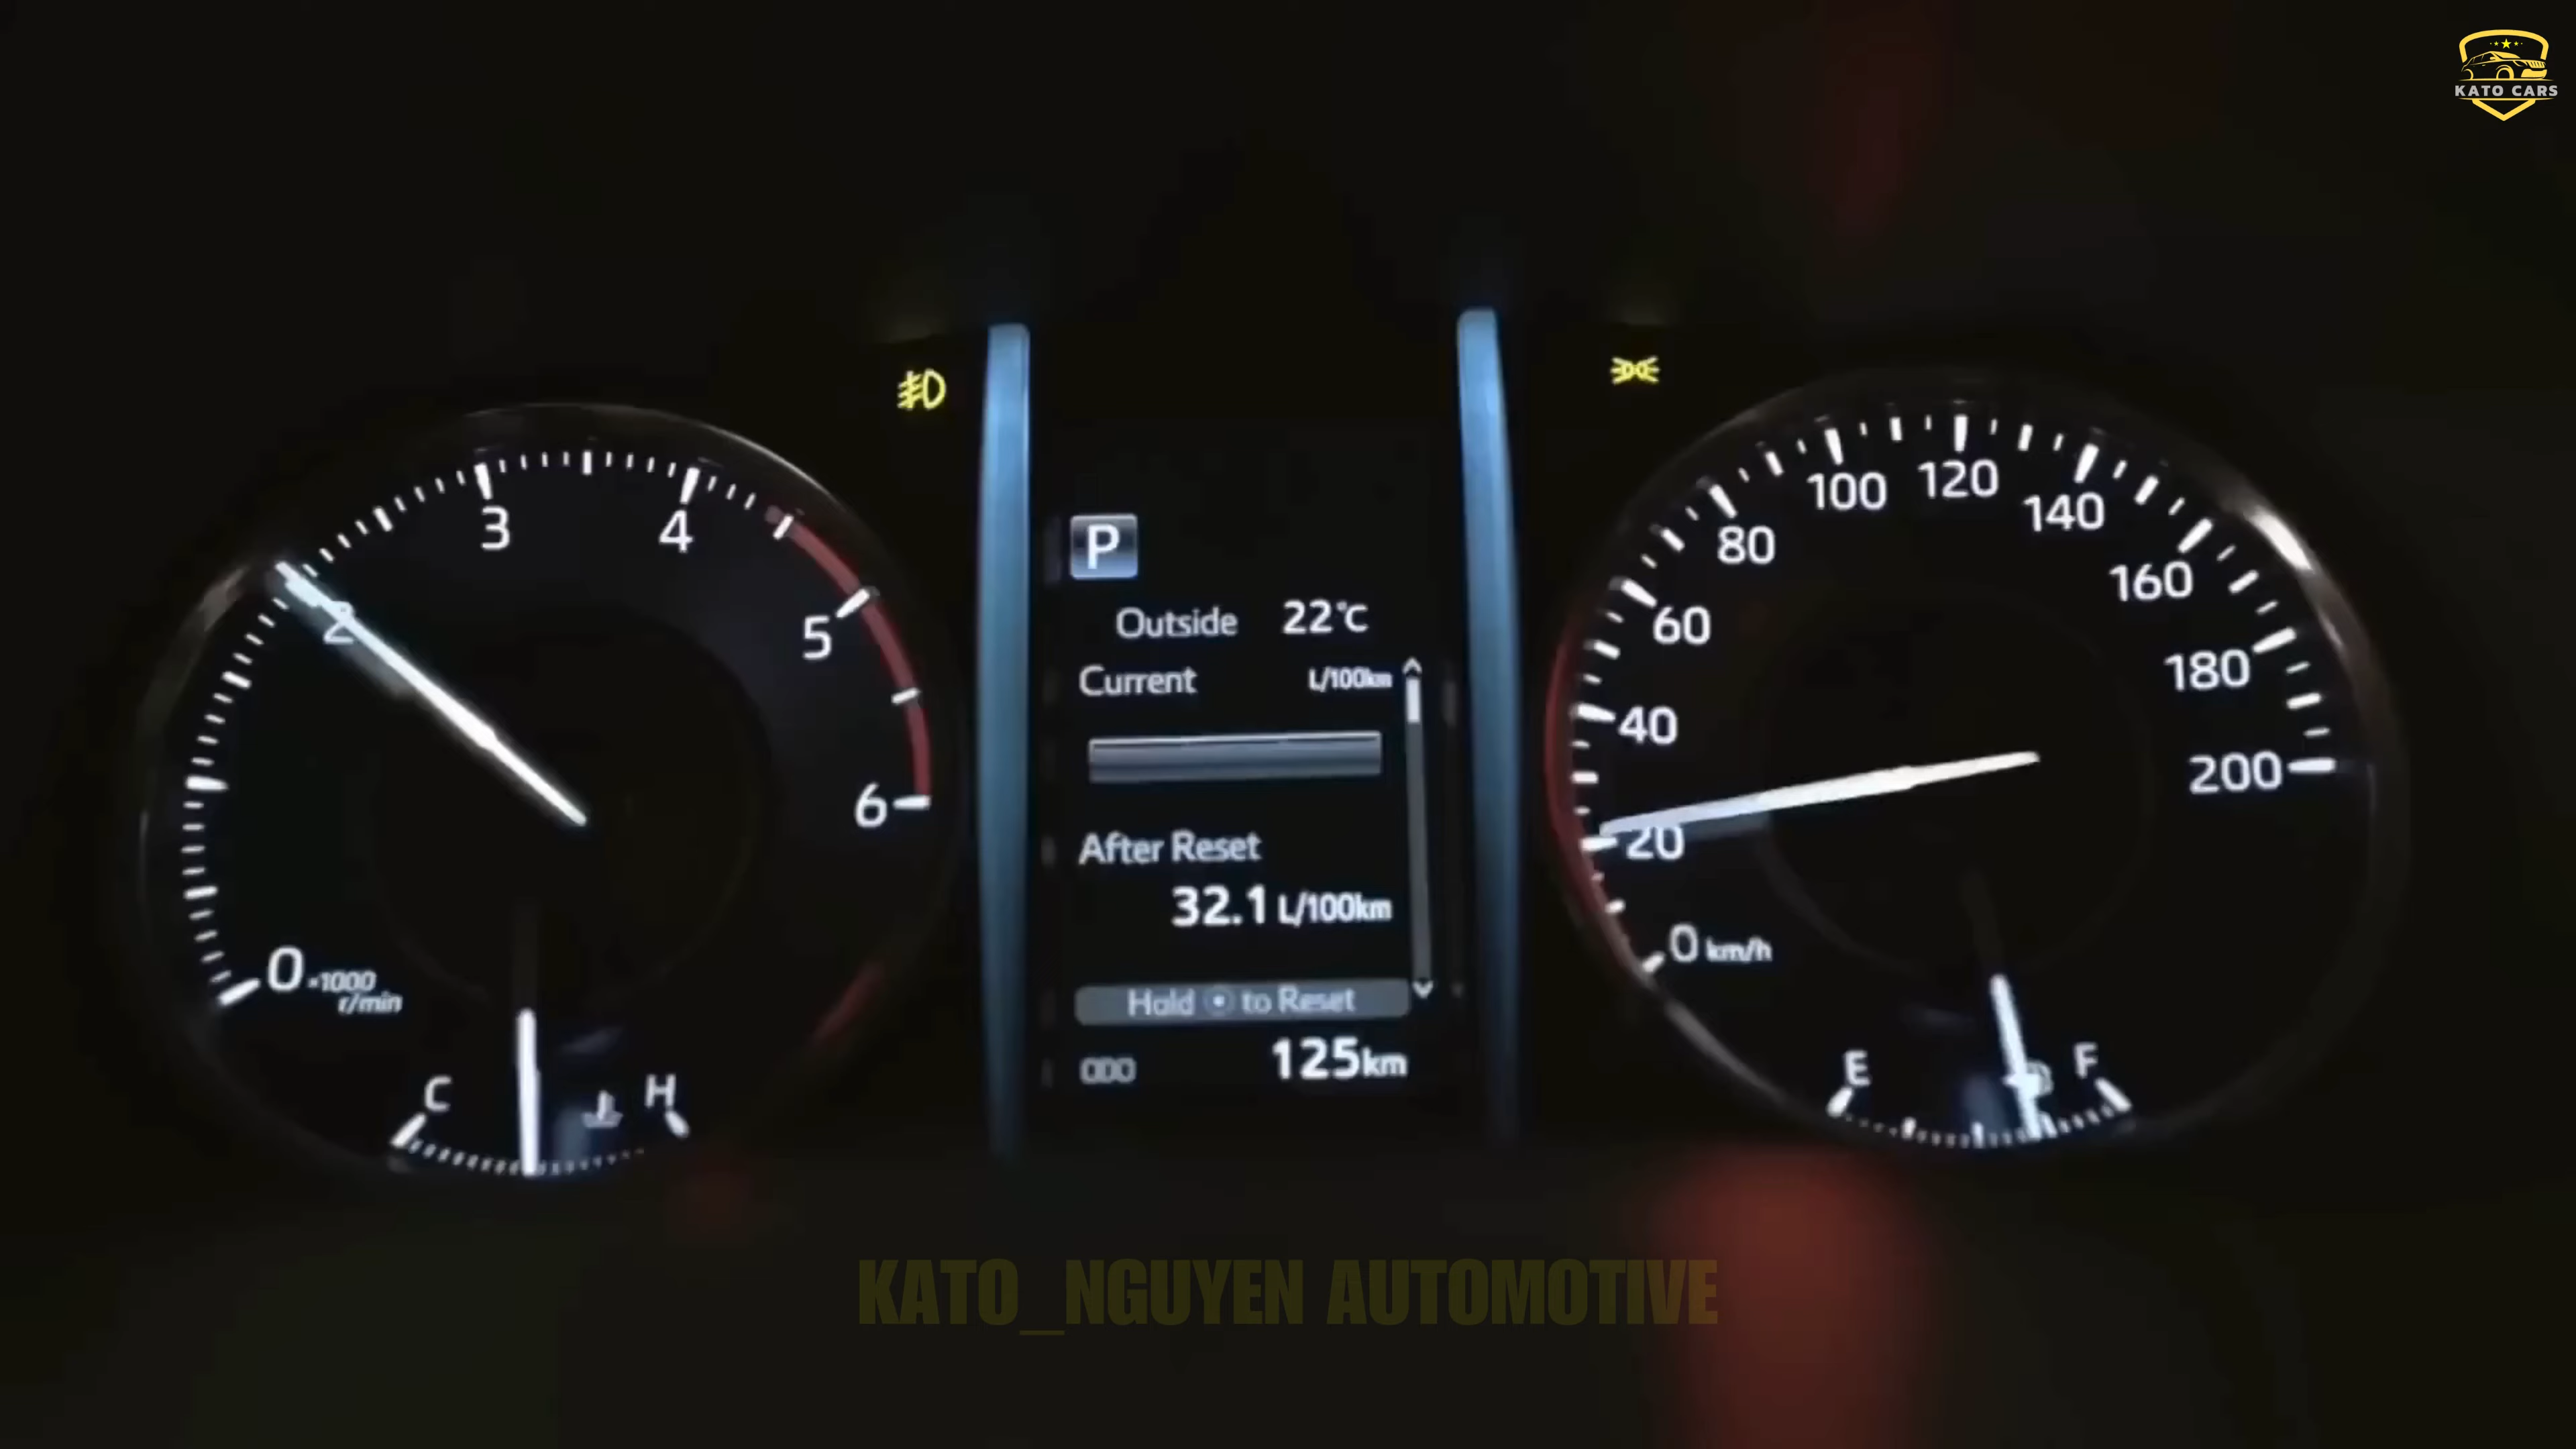 KATO CARS
0
×1000
r/min
2
3
4
5
6
C
H
P
Outside 22°C
Current L/100km
After Reset
32.1 L/100km
Hold to Reset
ODO 125km
0 km/h
20
40
60
80
100
120
140
160
180
200
E
F
KATO_NGUYEN AUTOMOTIVE